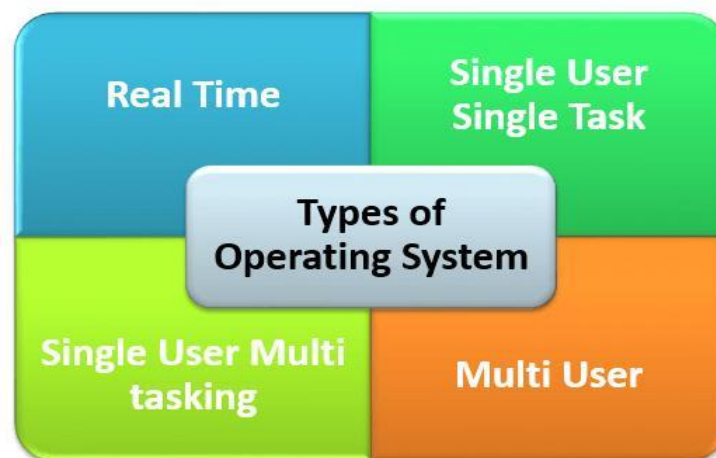 Real Time
Single User
Single Task
Types of
Operating System
Single User Multi
tasking
Multi User